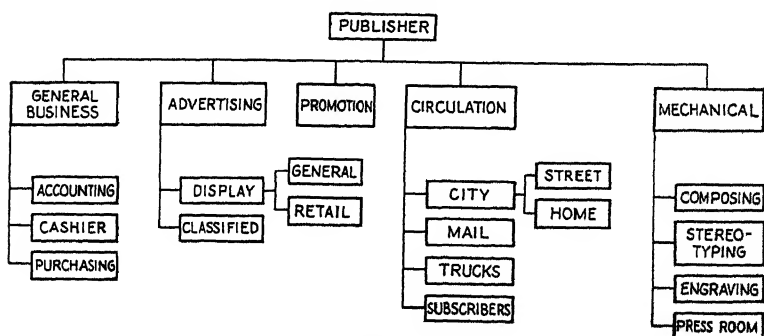 PUBLISHER
GENERAL
BUSINESS
ADVERTISING
PROMOTION
CIRCULATION
MECHANICAL
ACCOUNTING
CASHIER
PURCHASING
DISPLAY
CLASSIFIED
GENERAL
RETAIL
CITY
MAIL
TRUCKS
SUBSCRIBERS
STREET
HOME
COMPOSING
STEREO-
TYPING
ENGRAVING
PRESS ROOM